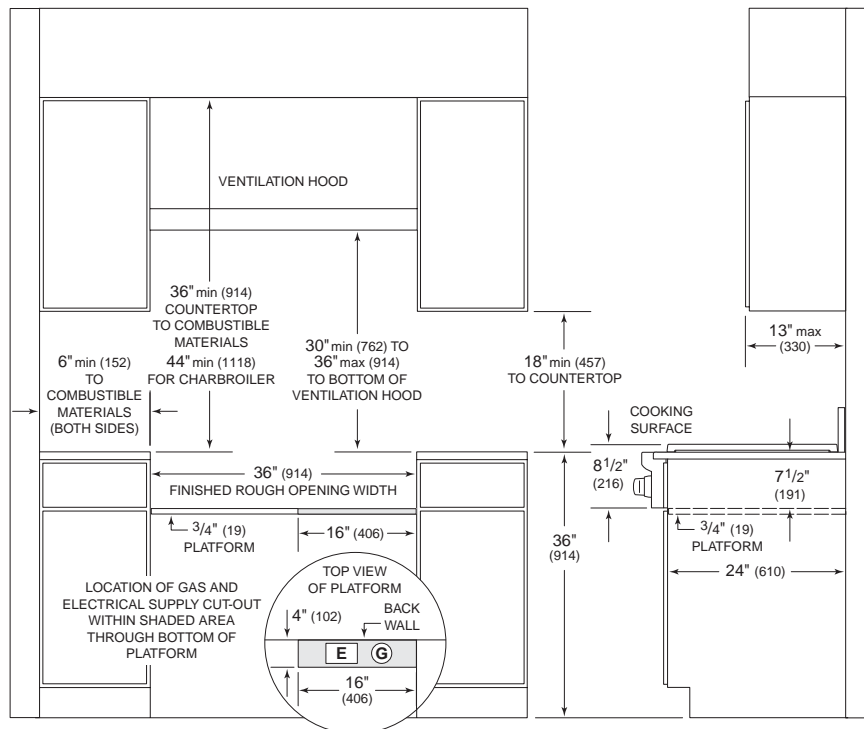 VENTILATION HOOD
36" min (914)
COUNTERTOP
TO COMBUSTIBLE
MATERIALS
44" min (1118)
FOR CHARBROILER
30" min (762) TO
36" max (914)
TO BOTTOM OF
VENTILATION HOOD
6" min (152)
TO
COMBUSTIBLE
MATERIALS
(BOTH SIDES)
18" min (457)
TO COUNTERTOP
13" max
(330)
COOKING
SURFACE
8 1/2"
(216)
7 1/2"
(191)
36" (914)
FINISHED ROUGH OPENING WIDTH
3/4" (19)
PLATFORM
16" (406)
36"
(914)
3/4" (19)
PLATFORM
24" (610)
LOCATION OF GAS AND
ELECTRICAL SUPPLY CUT-OUT
WITHIN SHADED AREA
THROUGH BOTTOM OF
PLATFORM
TOP VIEW
OF PLATFORM
4" (102)
BACK
WALL
E G
16"
(406)